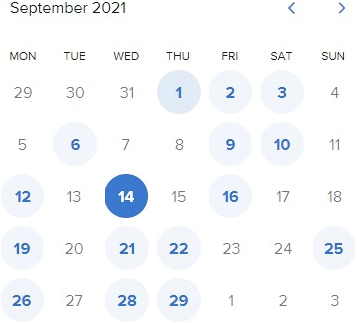 September 2021
MON TUE WED THU FRI SAT SUN
29 30 31 1 2 3 4
5 6 7 8 9 10 11
12 13 14 15 16 17 18
19 20 21 22 23 24 25
26 27 28 29 1 2 3